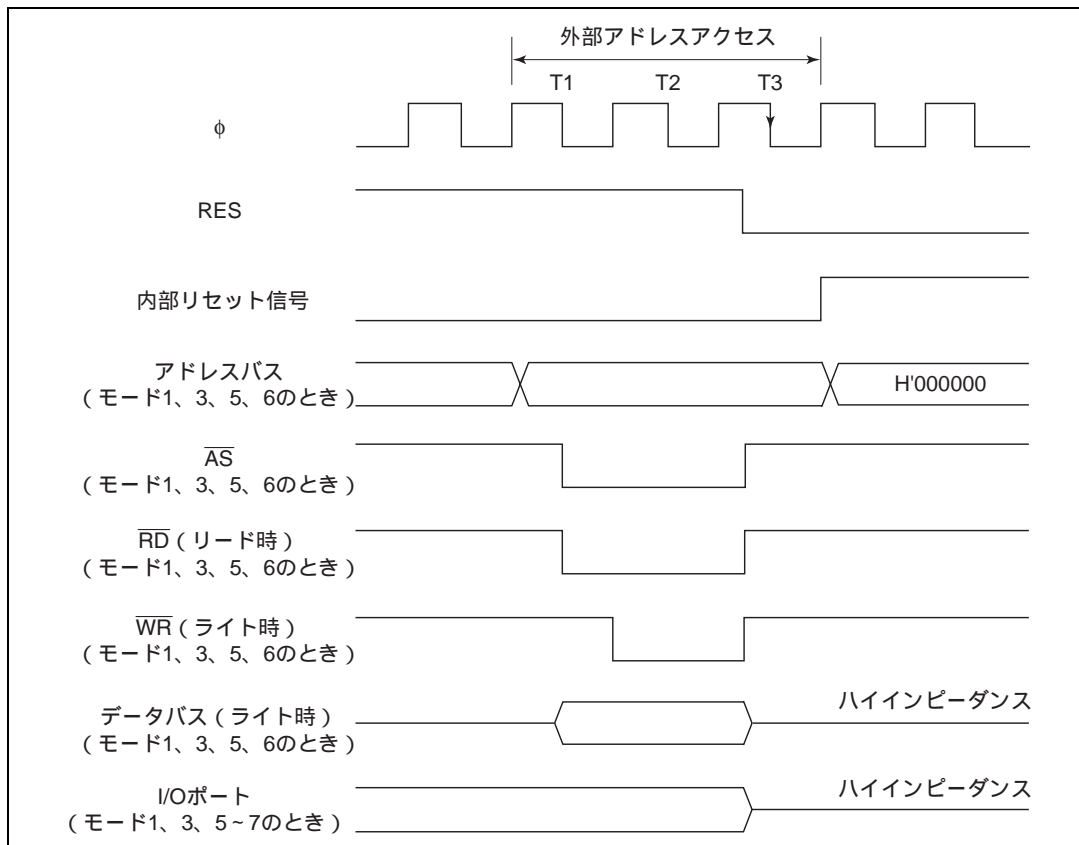 外部アドレスアクセス
T1 T2 T3
φ
RES
内部リセット信号
アドレスバス
（モード1、3、5、6のとき）
H'000000
AS
（モード1、3、5、6のとき）
RD（リード時）
（モード1、3、5、6のとき）
WR（ライト時）
（モード1、3、5、6のとき）
データバス（ライト時）
（モード1、3、5、6のとき）
ハイインピーダンス
I/Oポート
（モード1、3、5~7のとき）
ハイインピーダンス